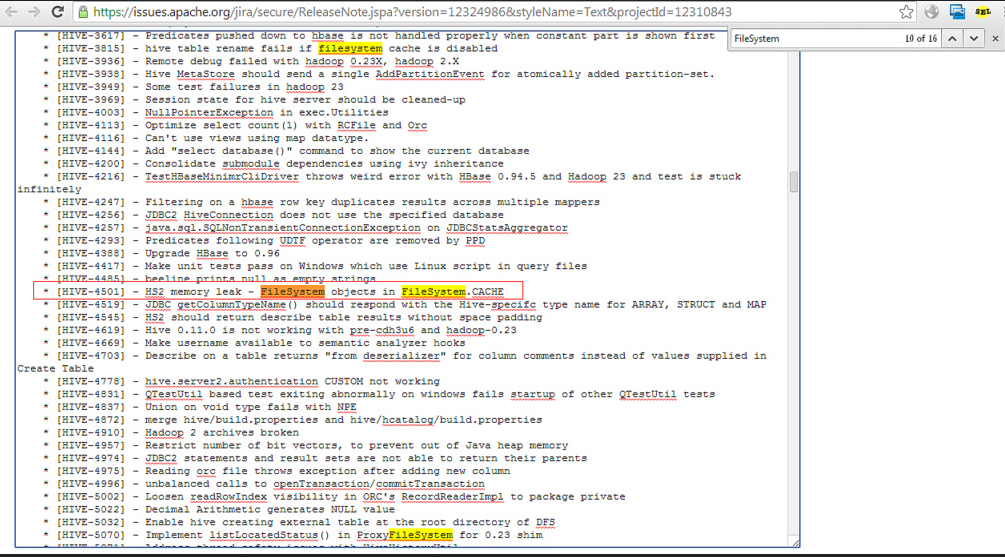 https://issues.apache.org/jira/secure/ReleaseNote.jspa?version=12324986&styleName=Text&projectId=12310843
SEL
FileSystem 10 of 16
* [HIVE-3617] - Predicates pushed down to hbase is not handled properly when constant part is shown first
* [HIVE-3815] - hive table rename fails if filesystem cache is disabled
* [HIVE-3936] - Remote debug failed with hadoop 0.23X, hadoop 2.X
* [HIVE-3938] - Hive MetaStore should send a single AddPartitionEvent for atomically added partition-set.
* [HIVE-3949] - Some test failures in hadoop 23
* [HIVE-3969] - Session state for hive server should be cleaned-up
* [HIVE-4003] - NullPointerException in exec.Utilities
* [HIVE-4113] - Optimize select count(1) with RCFile and Orc
* [HIVE-4116] - Can't use views using map datatype.
* [HIVE-4144] - Add "select database()" command to show the current database
* [HIVE-4200] - Consolidate submodule dependencies using ivy inheritance
* [HIVE-4216] - TestHBaseMinimrCliDriver throws weird error with HBase 0.94.5 and Hadoop 23 and test is stuck
infinitely
* [HIVE-4247] - Filtering on a hbase row key duplicates results across multiple mappers
* [HIVE-4256] - JDBC2 HiveConnection does not use the specified database
* [HIVE-4257] - java.sql.SQLNonTransientConnectionException on JDBCStatsAggregator
* [HIVE-4293] - Predicates following UDTF operator are removed by PPD
* [HIVE-4388] - Upgrade HBase to 0.96
* [HIVE-4417] - Make unit tests pass on Windows which use Linux script in query files
* [HIVE-4485] - beeline prints null as empty strings
* [HIVE-4501] - HS2 memory leak - FileSystem objects in FileSystem.CACHE
* [HIVE-4519] - JDBC getColumnTypeName() should respond with the Hive-specifc type name for ARRAY, STRUCT and MAP
* [HIVE-4545] - HS2 should return describe table results without space padding
* [HIVE-4619] - Hive 0.11.0 is not working with pre-cdh3u6 and hadoop-0.23
* [HIVE-4669] - Make username available to semantic analyzer hooks
* [HIVE-4703] - Describe on a table returns "from deserializer" for column comments instead of values supplied in
Create Table
* [HIVE-4778] - hive.server2.authentication CUSTOM not working
* [HIVE-4831] - QTestUtil based test exiting abnormally on windows fails startup of other QTestUtil tests
* [HIVE-4837] - Union on void type fails with NPE
* [HIVE-4872] - merge hive/build.properties and hive/hcatalog/build.properties
* [HIVE-4910] - Hadoop 2 archives broken
* [HIVE-4957] - Restrict number of bit vectors, to prevent out of Java heap memory
* [HIVE-4974] - JDBC2 statements and result sets are not able to return their parents
* [HIVE-4975] - Reading orc file throws exception after adding new column
* [HIVE-4996] - unbalanced calls to openTransaction/commitTransaction
* [HIVE-5002] - Loosen readRowIndex visibility in ORC's RecordReaderImpl to package private
* [HIVE-5022] - Decimal Arithmetic generates NULL value
* [HIVE-5032] - Enable hive creating external table at the root directory of DFS
* [HIVE-5070] - Implement listLocatedStatus() in ProxyFileSystem for 0.23 shim